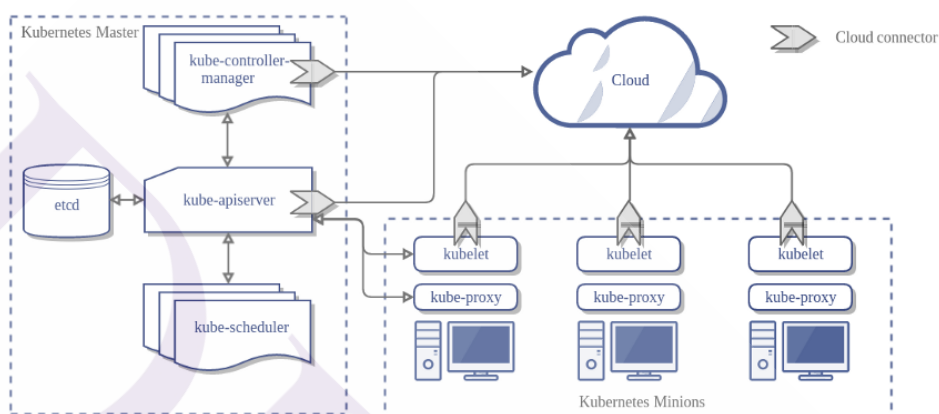 Kubernetes Master
kube-controller-
manager
Cloud
Cloud connector
etcd
kube-apiserver
kube-scheduler
kubelet
kubelet
kubelet
kube-proxy
kube-proxy
kube-proxy
Kubernetes Minions